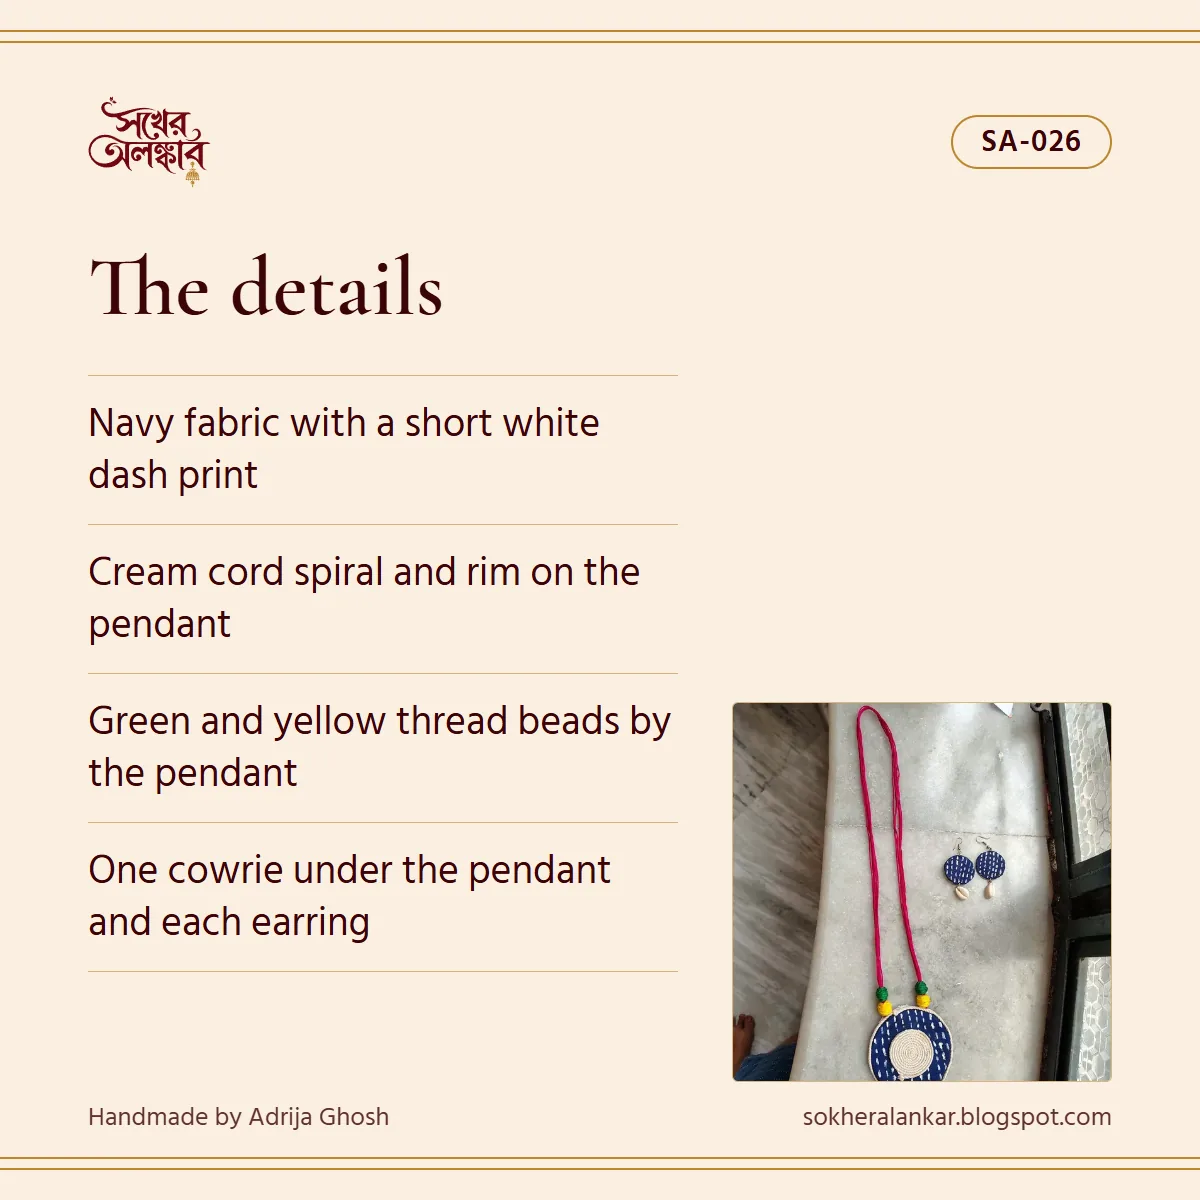 সখের
অলঙ্কার
SA-026
The details
Navy fabric with a short white
dash print
Cream cord spiral and rim on the
pendant
Green and yellow thread beads by
the pendant
One cowrie under the pendant
and each earring
Handmade by Adrija Ghosh
sokheralankar.blogspot.com